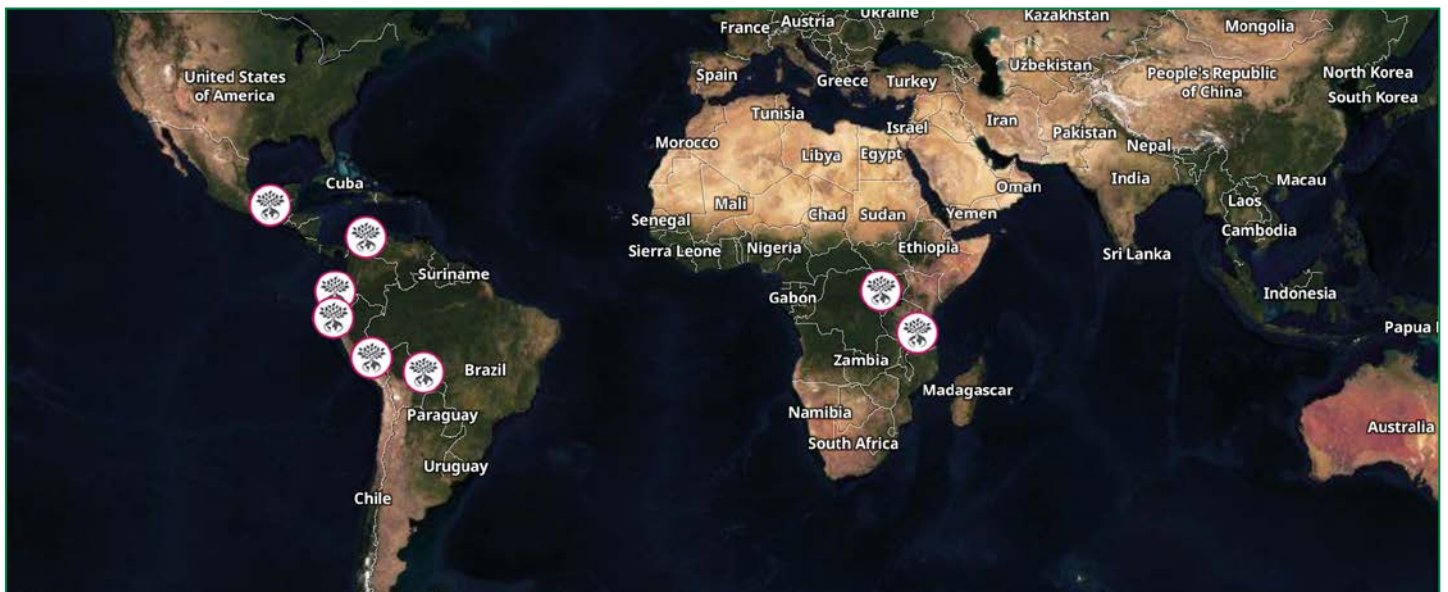 Ukraine
Kazakhstan
Austria
France
Mongolia
Uzbekistan
People's Republic
of China
North Korea
South Korea
United States
of America
Spain
Greece
Turkey
Tunisia
Israel
Iran
Pakistan
Morocco
Libya
Egypt
Nepal
India
Macau
Cuba
Oman
Laos
Mali
Chad
Sudan
Yemen
Senegal
Cambodia
Sierra Leone
Nigeria
Ethiopia
Sri Lanka
Suriname
Gabon
Indonesia
Papua
Zambia
Brazil
Madagascar
Paraguay
Namibia
Australia
South Africa
Uruguay
Chile